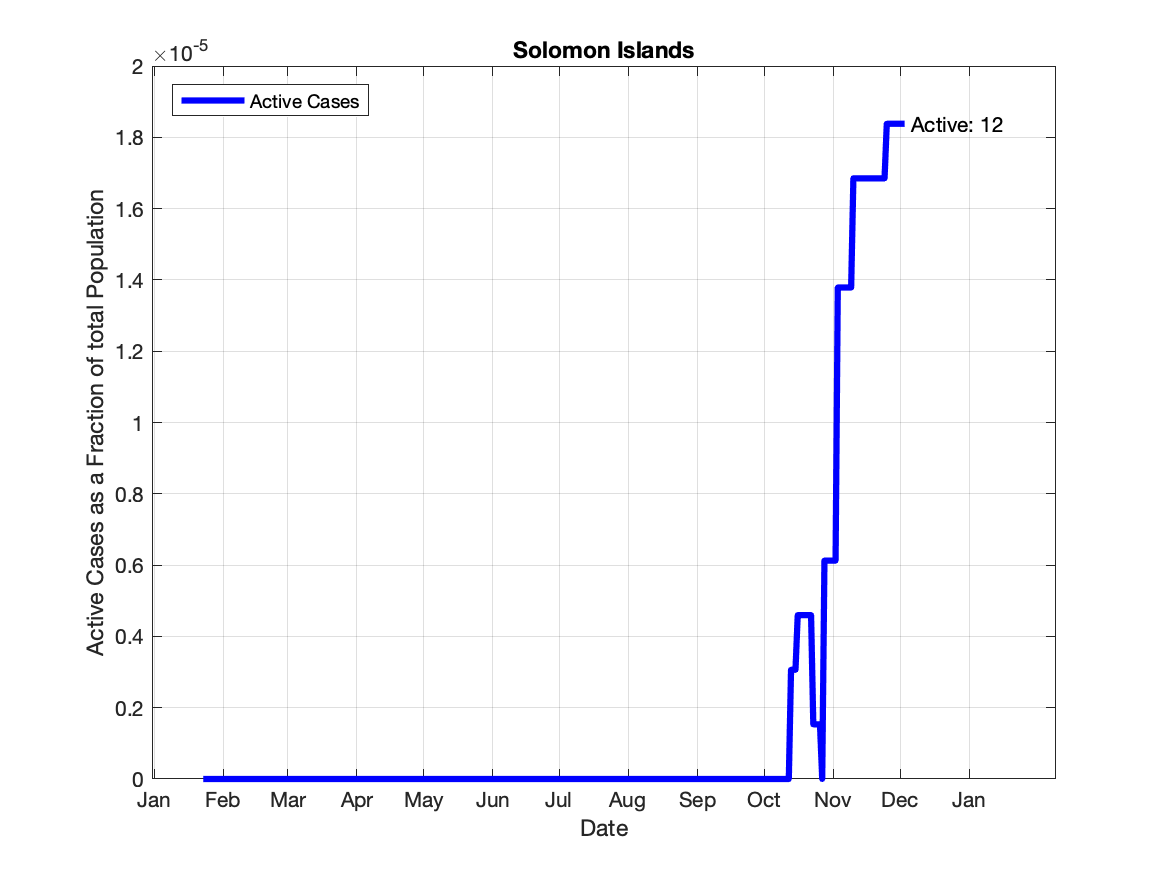 Solomon Islands
×10-5
2
1.8
1.6
1.4
1.2
1
0.8
0.6
0.4
0.2
0
Active Cases as a Fraction of total Population
Active Cases
Active: 12
Jan Feb Mar Apr May Jun Jul Aug Sep Oct Nov Dec Jan
Date